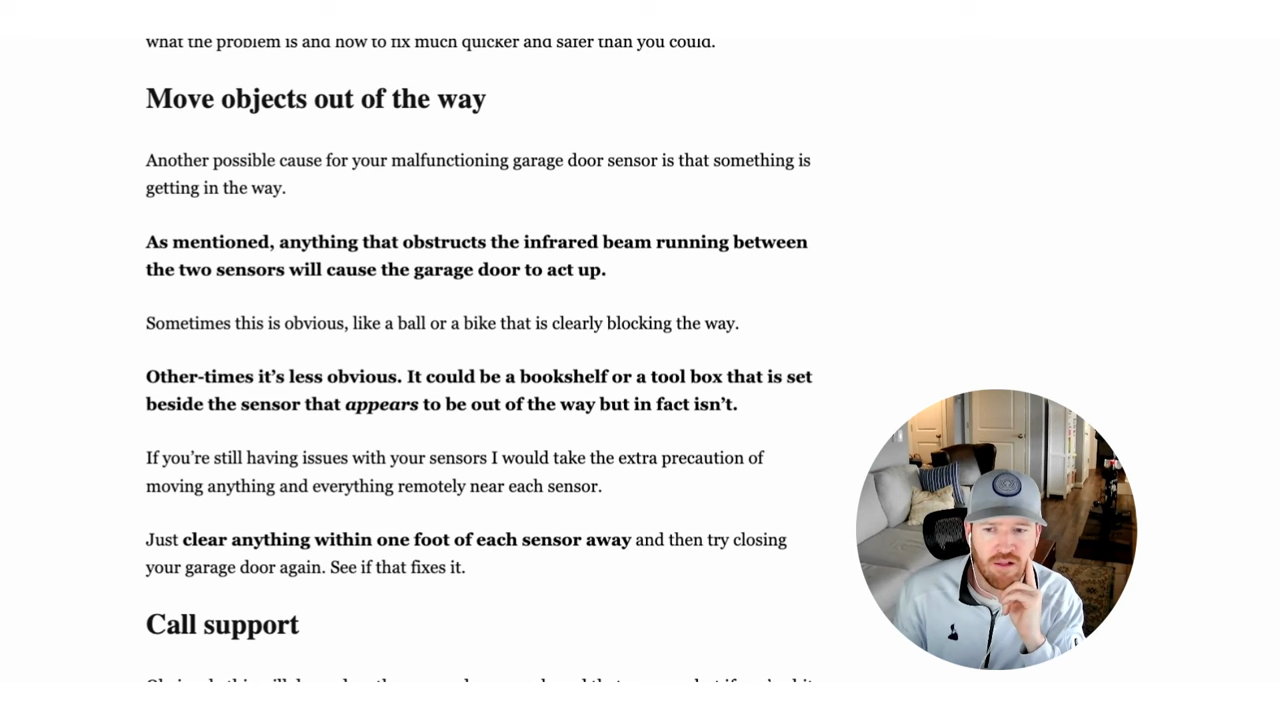 what the problem is and how to fix much quicker and safer than you could.
Move objects out of the way
Another possible cause for your malfunctioning garage door sensor is that something is
getting in the way.
As mentioned, anything that obstructs the infrared beam running between
the two sensors will cause the garage door to act up.
Sometimes this is obvious, like a ball or a bike that is clearly blocking the way.
Other-times it’s less obvious. It could be a bookshelf or a tool box that is set
beside the sensor that appears to be out of the way but in fact isn’t.
If you’re still having issues with your sensors I would take the extra precaution of
moving anything and everything remotely near each sensor.
Just clear anything within one foot of each sensor away and then try closing
your garage door again. See if that fixes it.
Call support